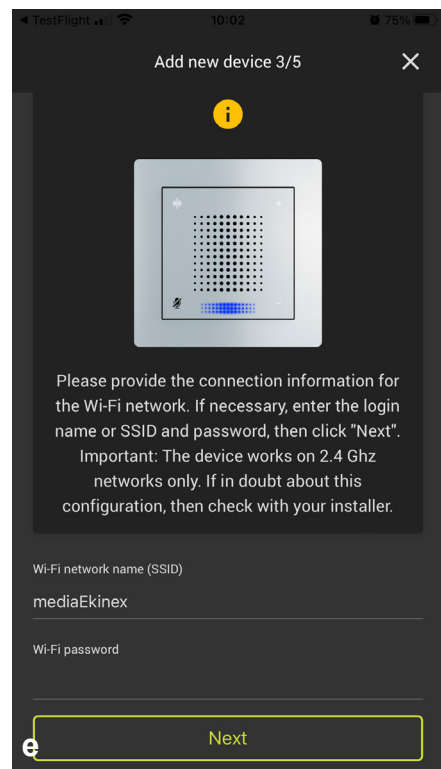 TestFlight 10:02 75%
Add new device 3/5
Please provide the connection information for
the Wi-Fi network. If necessary, enter the login
name or SSID and password, then click "Next".
Important: The device works on 2.4 Ghz
networks only. If in doubt about this
configuration, then check with your installer.
Wi-Fi network name (SSID)
mediaEkinex
Wi-Fi password
Next
e